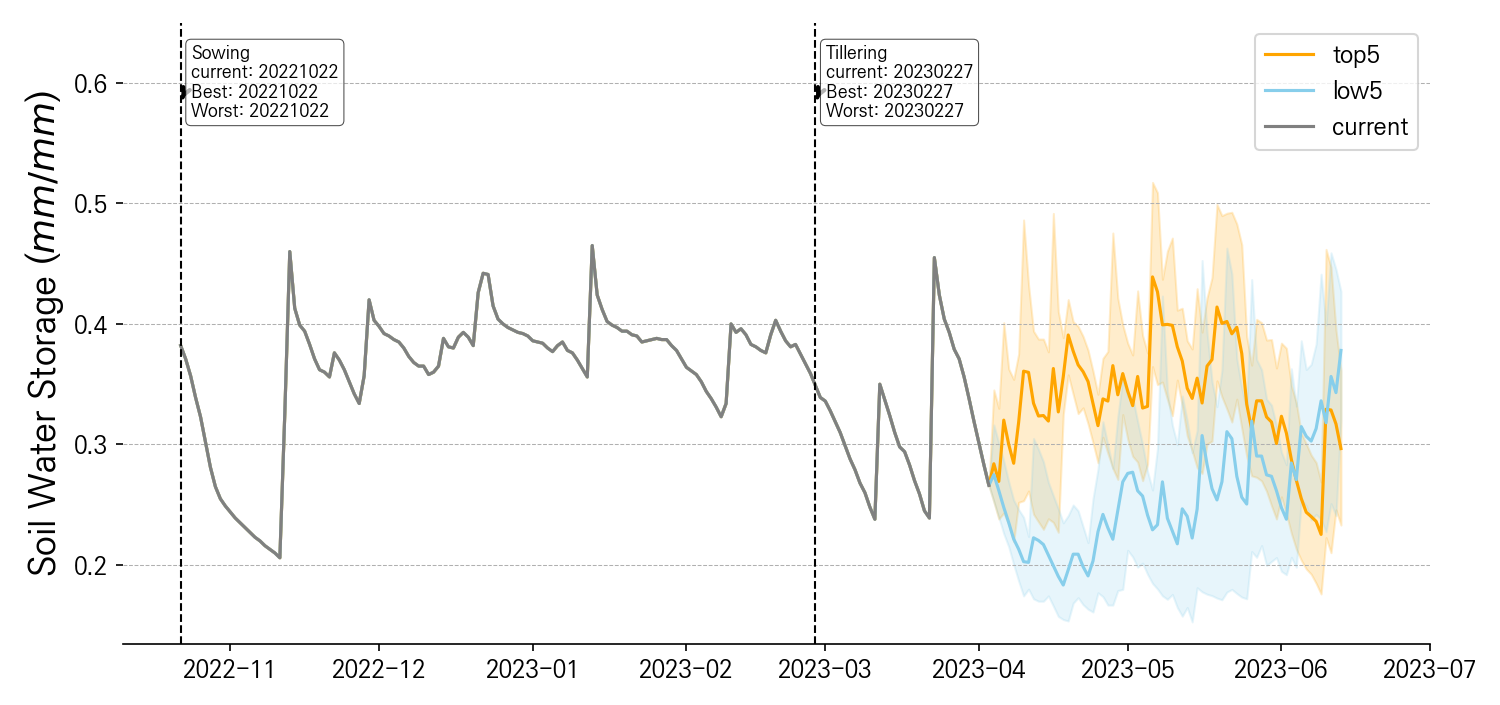 Sowing
current: 20221022
Best: 20221022
Worst: 20221022
Tillering
current: 20230227
Best: 20230227
Worst: 20230227
top5
low5
current
Soil Water Storage (mm/mm)
0.6
0.5
0.4
0.3
0.2
2022-11
2022-12
2023-01
2023-02
2023-03
2023-04
2023-05
2023-06
2023-07